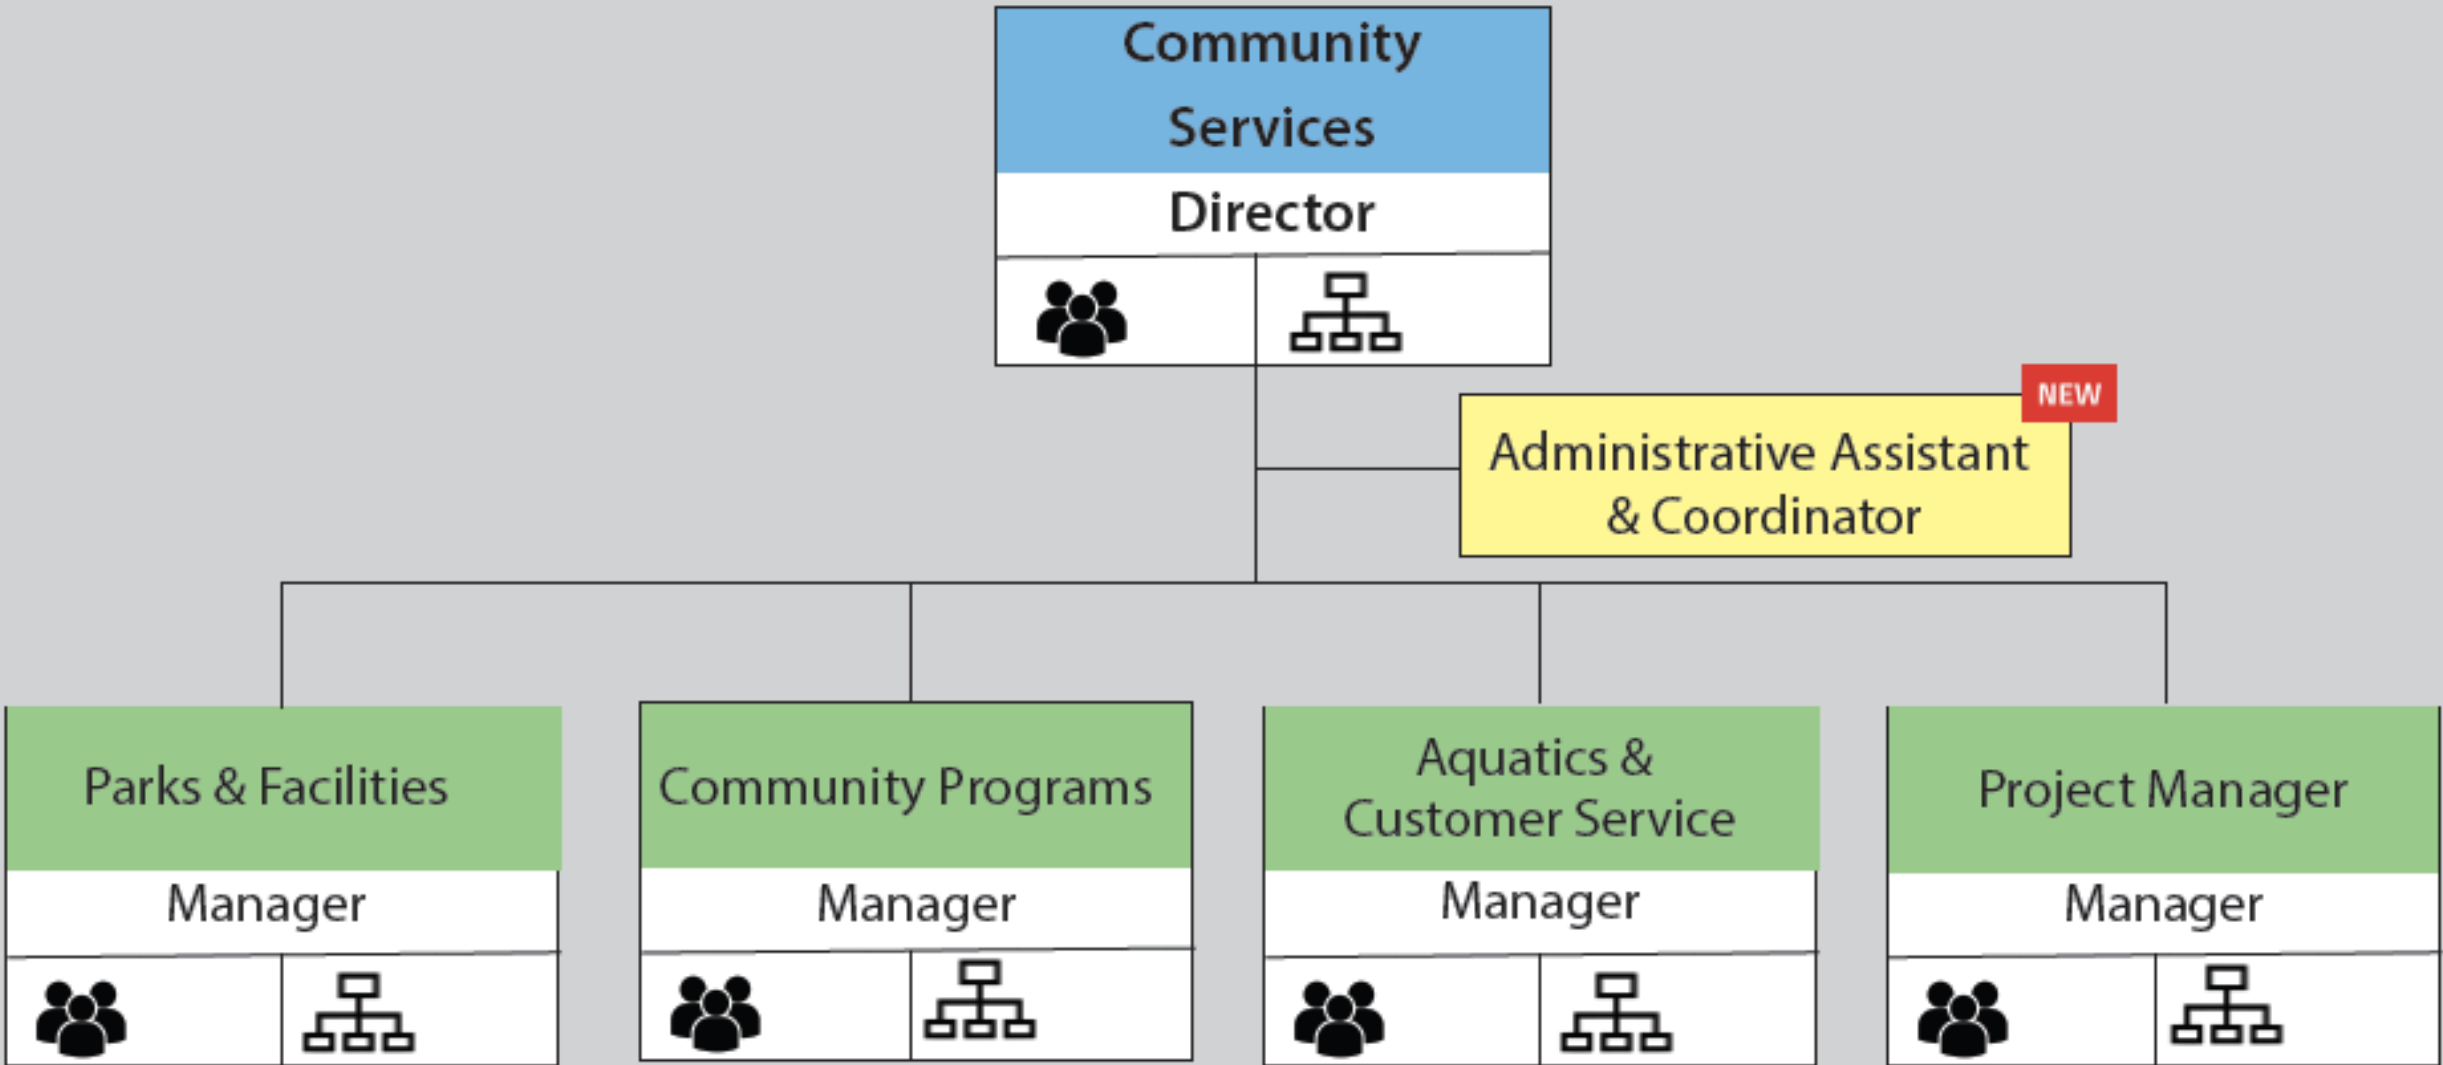 Community
Services
Director
NEW
Administrative Assistant
& Coordinator
Parks & Facilities
Manager
Community Programs
Manager
Aquatics &
Customer Service
Manager
Project Manager
Manager